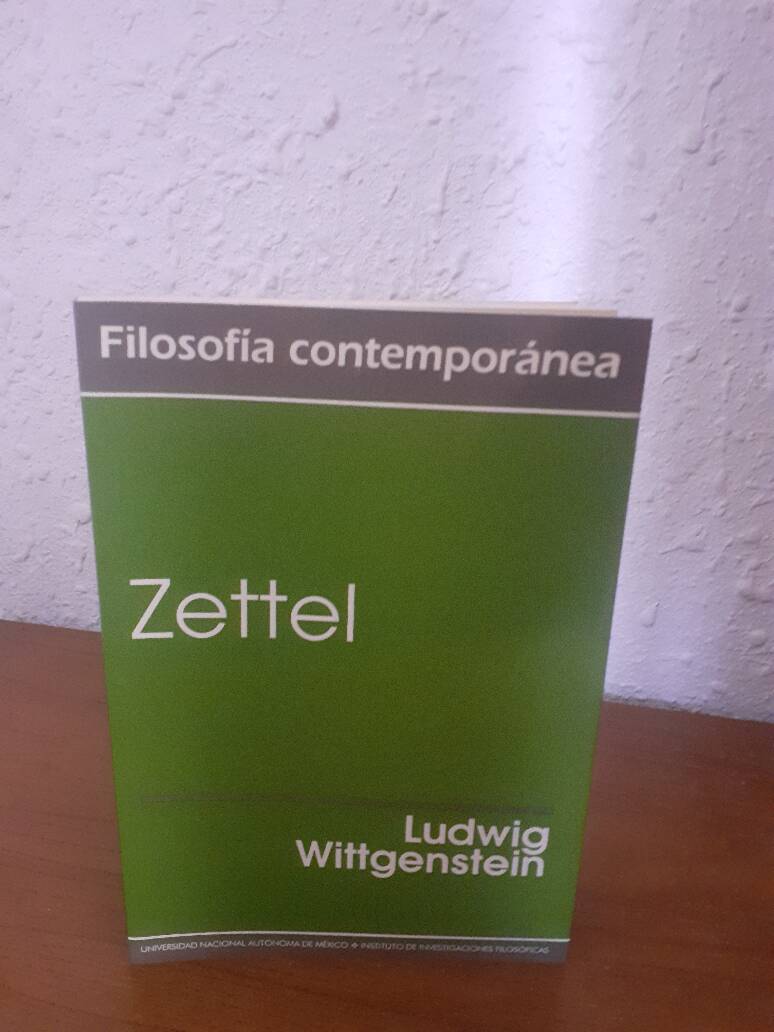 Filosofía contemporánea
Zettel
Ludwig
Wittgenstein
UNIVERSIDAD NACIONAL AUTÓNOMA DE MÉXICO ❖ INSTITUTO DE INVESTIGACIONES FILOSÓFICAS